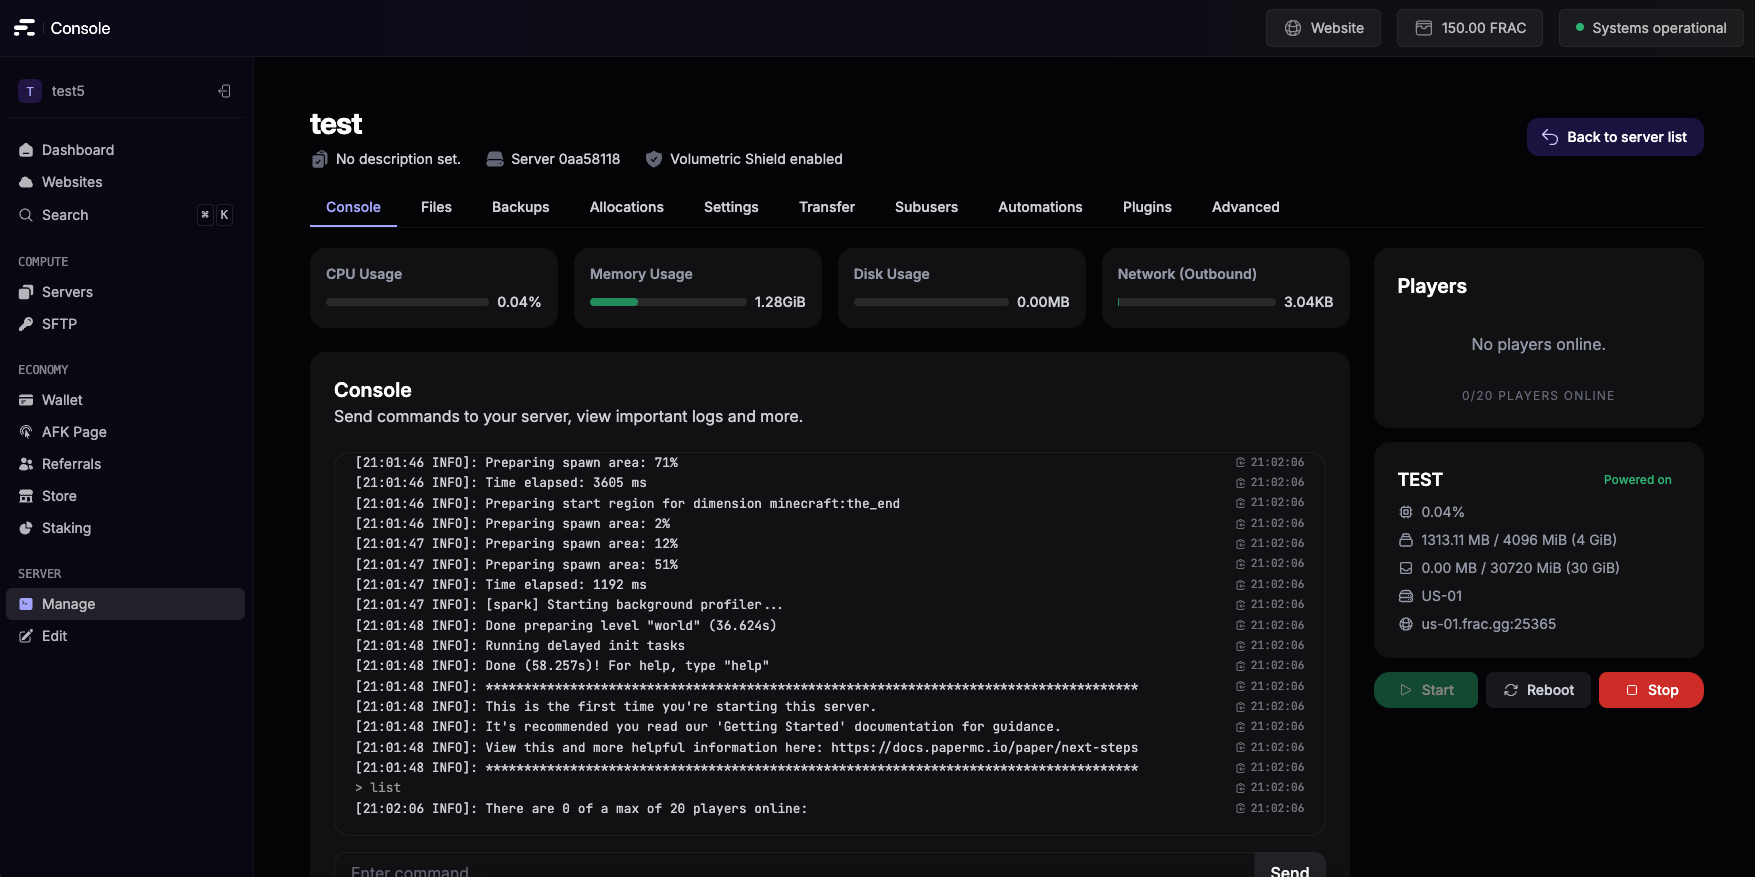 Console
Website
150.00 FRAC
Systems operational
T
test5
Dashboard
Websites
Search
⌘ K
COMPUTE
Servers
SFTP
ECONOMY
Wallet
AFK Page
Referrals
Store
Staking
SERVER
Manage
Edit
test
No description set.
Server 0aa58118
Volumetric Shield enabled
Back to server list
Console
Files
Backups
Allocations
Settings
Transfer
Subusers
Automations
Plugins
Advanced
CPU Usage
0.04%
Memory Usage
1.28GiB
Disk Usage
0.00MB
Network (Outbound)
3.04KB
Console
Send commands to your server, view important logs and more.
[21:01:46 INFO]: Preparing spawn area: 71% 21:02:06
[21:01:46 INFO]: Time elapsed: 3605 ms 21:02:06
[21:01:46 INFO]: Preparing start region for dimension minecraft:the_end 21:02:06
[21:01:46 INFO]: Preparing spawn area: 2% 21:02:06
[21:01:47 INFO]: Preparing spawn area: 12% 21:02:06
[21:01:47 INFO]: Preparing spawn area: 51% 21:02:06
[21:01:47 INFO]: Time elapsed: 1192 ms 21:02:06
[21:01:47 INFO]: [spark] Starting background profiler... 21:02:06
[21:01:48 INFO]: Done preparing level "world" (36.624s) 21:02:06
[21:01:48 INFO]: Running delayed init tasks 21:02:06
[21:01:48 INFO]: Done (58.257s)! For help, type "help" 21:02:06
[21:01:48 INFO]: ************************************************************************************* 21:02:06
[21:01:48 INFO]: This is the first time you're starting this server. 21:02:06
[21:01:48 INFO]: It's recommended you read our 'Getting Started' documentation for guidance. 21:02:06
[21:01:48 INFO]: View this and more helpful information here: https://docs.papermc.io/paper/next-steps 21:02:06
[21:01:48 INFO]: ************************************************************************************* 21:02:06
> list 21:02:06
[21:02:06 INFO]: There are 0 of a max of 20 players online: 21:02:06
Enter command
Send
Players
No players online.
0/20 PLAYERS ONLINE
TEST
Powered on
0.04%
1313.11 MB / 4096 MiB (4 GiB)
0.00 MB / 30720 MiB (30 GiB)
US-01
us-01.frac.gg:25365
Start
Reboot
Stop